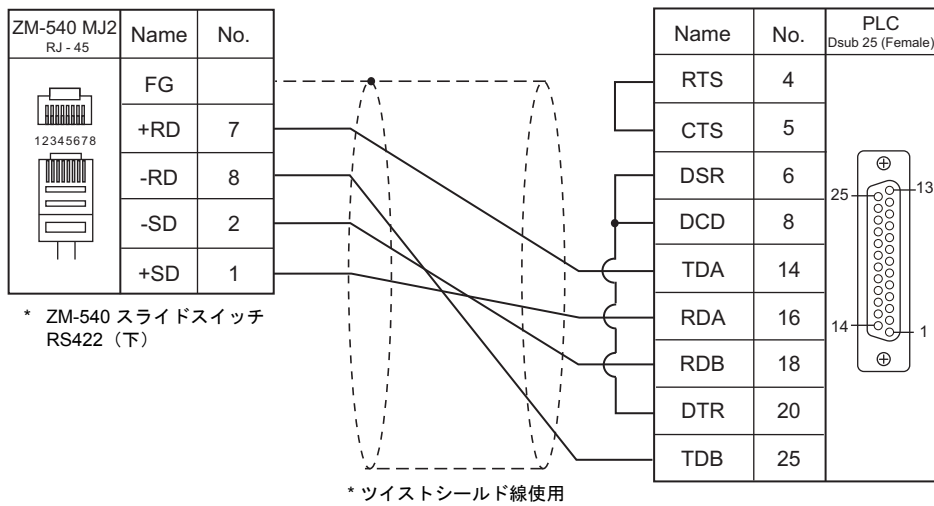 ZM-540 MJ2
RJ - 45
Name No.
FG
+RD 7
-RD 8
-SD 2
+SD 1
12345678
* ZM-540 スライドスイッチ
RS422（下）
* ツイストシールド線使用
Name No.
PLC
Dsub 25 (Female)
RTS 4
CTS 5
DSR 6
DCD 8
TDA 14
RDA 16
RDB 18
DTR 20
TDB 25
25 13
14 1